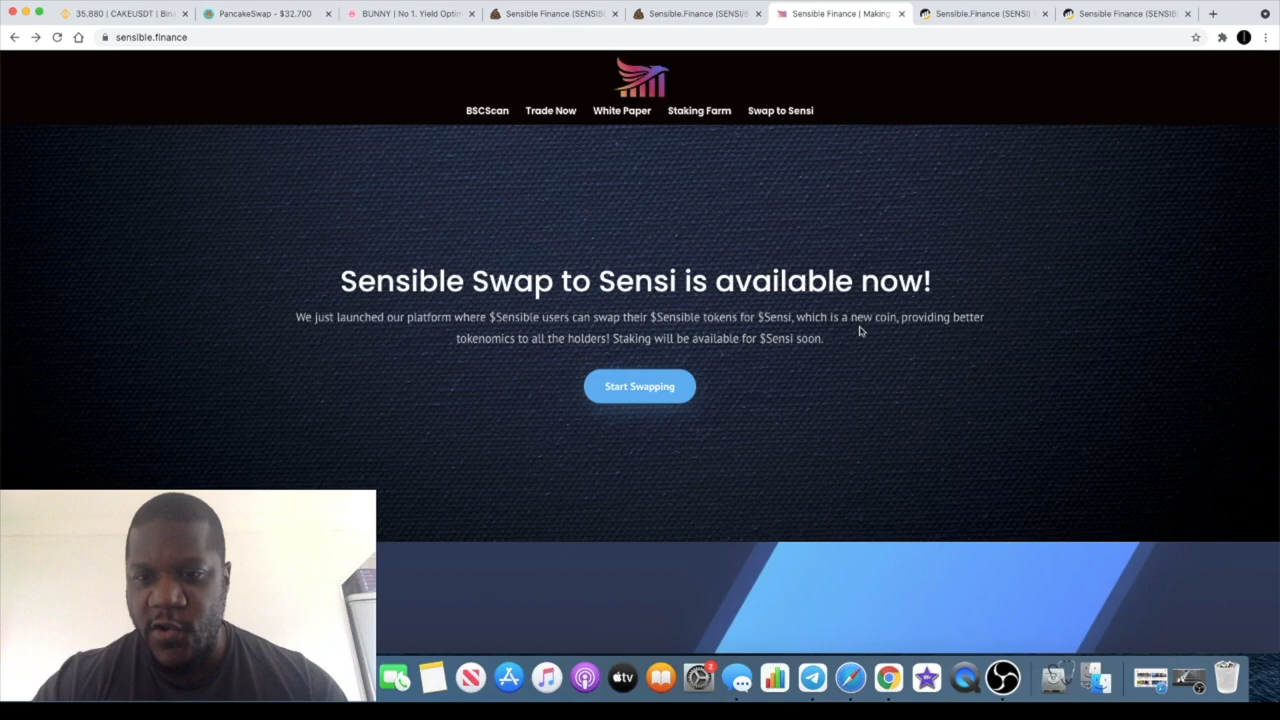 35.880 | CAKEUSDT | Bin
PancakeSwap - $32.700
BUNNY | No 1. Yield Optim
Sensible Finance (SENSIB
Sensible.Finance (SENSI)/B
Sensible Finance | Making
Sensible.Finance (SENSI)
Sensible Finance (SENSIB
sensible.finance
BSCScan
Trade Now
White Paper
Staking Farm
Swap to Sensi
Sensible Swap to Sensi is available now!
We just launched our platform where $Sensible users can swap their $Sensible tokens for $Sensi, which is a new coin, providing better
tokenomics to all the holders! Staking will be available for $Sensi soon.
Start Swapping
2
tv